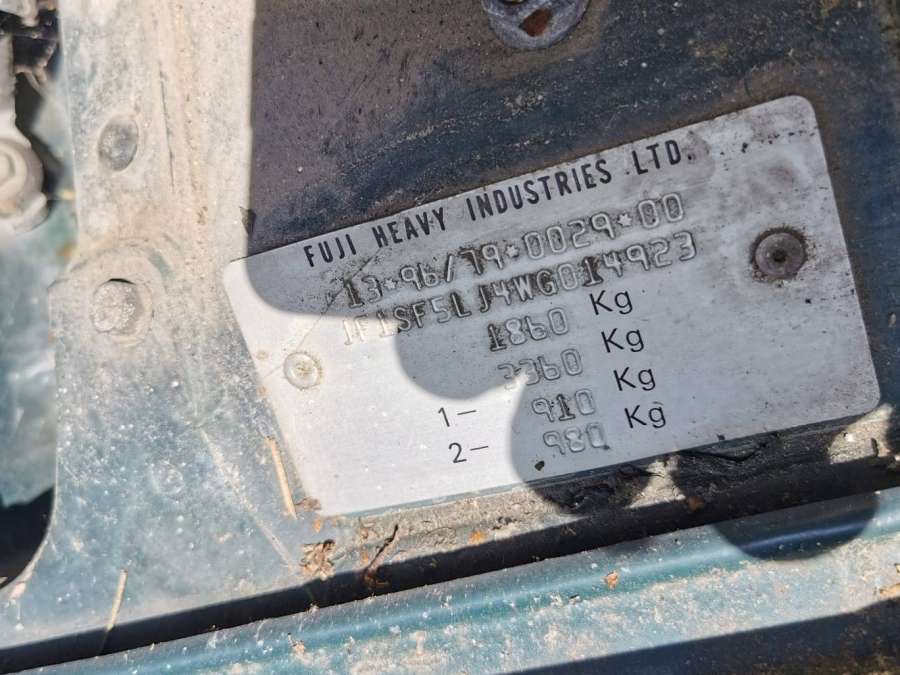 FUJI HEAVY INDUSTRIES LTD.
13*96/79*0029*00
JF1SF5LJ4WG014923
1860 Kg
3360 Kg
1- 910 Kg
2- 980 Kg